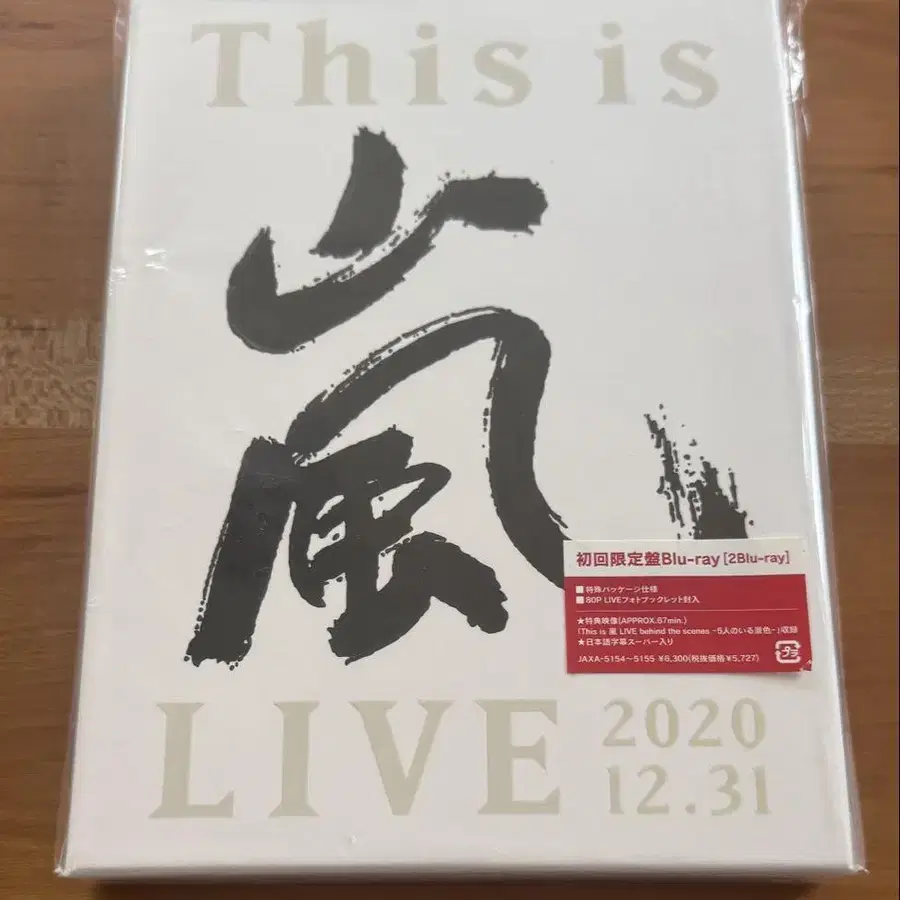 This is
嵐
LIVE 2020
12.31
初回限定盤Blu-ray [2Blu-ray]
■特殊パッケージ仕様
■80P LIVEフォトブックレット封入
★特典映像(APPROX.67min.)
「This is 嵐 LIVE behind the scenes -5人のいる景色-」収録
★日本語字幕スーパー入り
JAXA-5154〜5155 ¥6,300(税抜価格¥5,727)
プラ